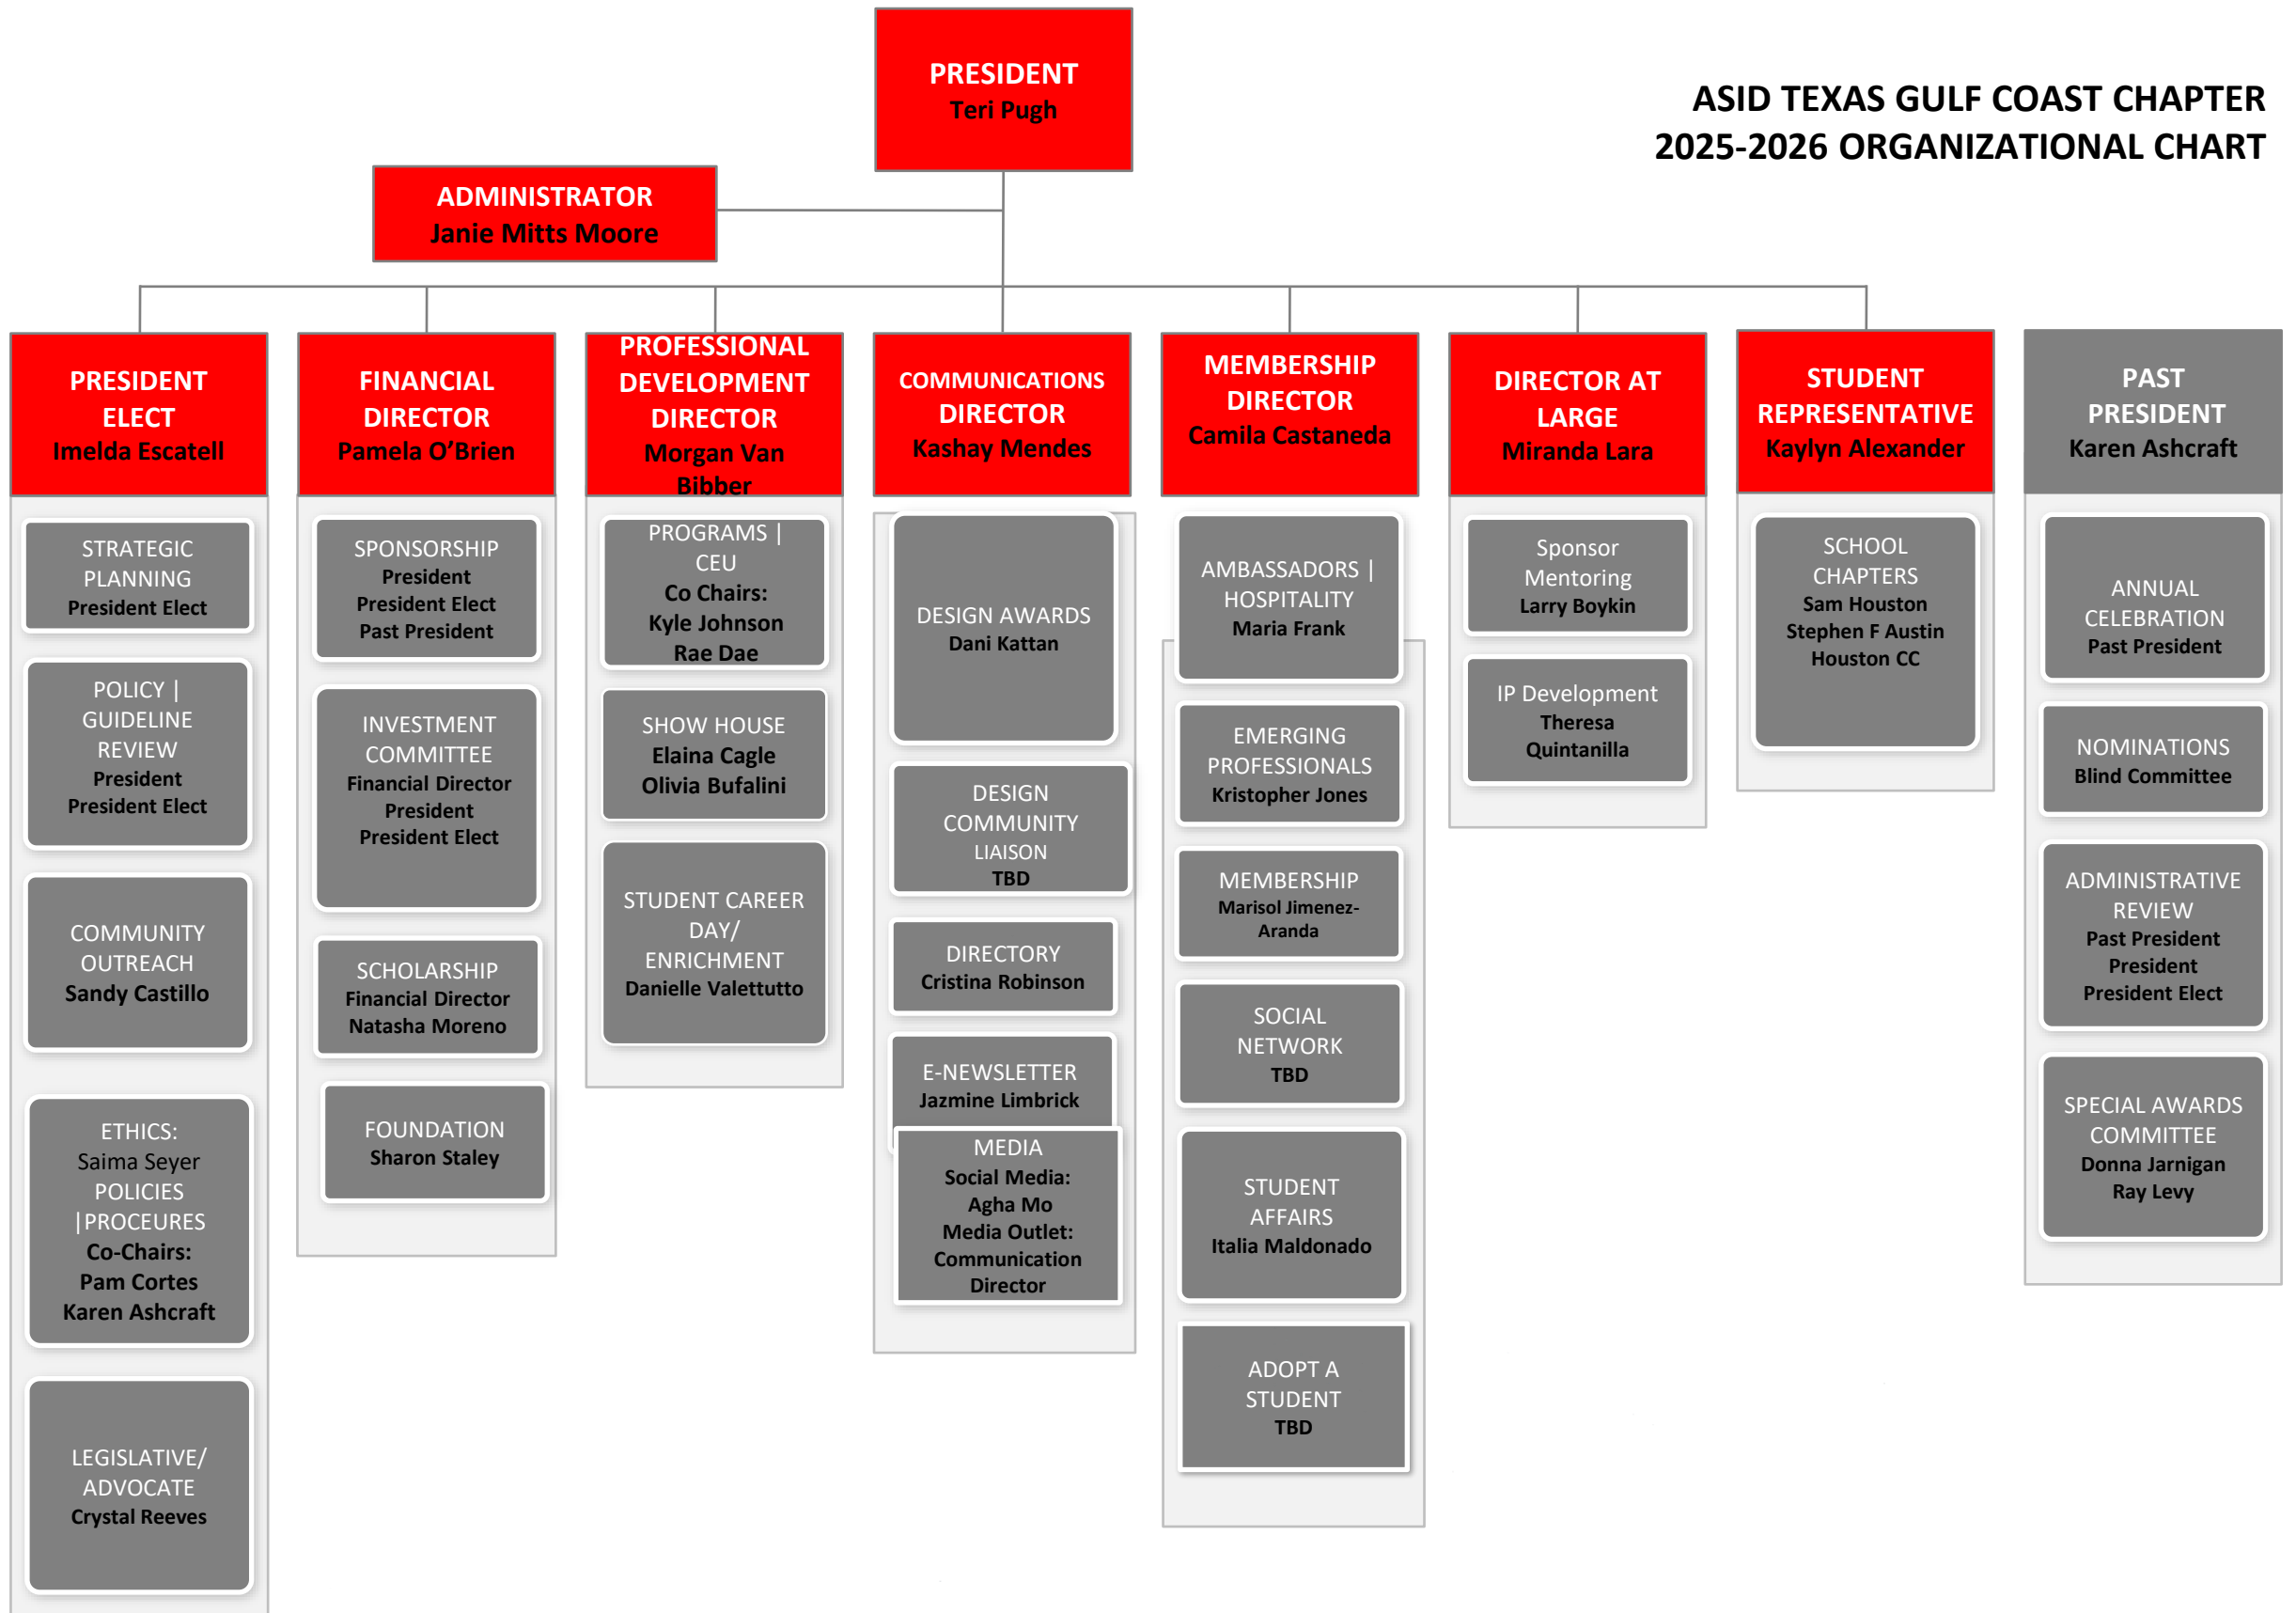 PRESIDENT
Teri Pugh
ASID TEXAS GULF COAST CHAPTER
2025-2026 ORGANIZATIONAL CHART
ADMINISTRATOR
Janie Mitts Moore
PRESIDENT
ELECT
Imelda Escatell
STRATEGIC
PLANNING
President Elect
POLICY |
GUIDELINE
REVIEW
President
President Elect
COMMUNITY
OUTREACH
Sandy Castillo
ETHICS:
Saima Seyer
POLICIES
|PROCEURES
Co-Chairs:
Pam Cortes
Karen Ashcraft
LEGISLATIVE/
ADVOCATE
Crystal Reeves
FINANCIAL
DIRECTOR
Pamela O’Brien
SPONSORSHIP
President
President Elect
Past President
INVESTMENT
COMMITTEE
Financial Director
President
President Elect
SCHOLARSHIP
Financial Director
Natasha Moreno
FOUNDATION
Sharon Staley
PROFESSIONAL
DEVELOPMENT
DIRECTOR
Morgan Van
Bibber
PROGRAMS |
CEU
Co Chairs:
Kyle Johnson
Rae Dae
SHOW HOUSE
Elaina Cagle
Olivia Bufalini
STUDENT CAREER
DAY/
ENRICHMENT
Danielle Valettutto
COMMUNICATIONS
DIRECTOR
Kashay Mendes
DESIGN AWARDS
Dani Kattan
DESIGN
COMMUNITY
LIAISON
TBD
DIRECTORY
Cristina Robinson
E-NEWSLETTER
Jazmine Limbrick
MEDIA
Social Media:
Agha Mo
Media Outlet:
Communication
Director
MEMBERSHIP
DIRECTOR
Camila Castaneda
AMBASSADORS |
HOSPITALITY
Maria Frank
EMERGING
PROFESSIONALS
Kristopher Jones
MEMBERSHIP
Marisol Jimenez-
Aranda
SOCIAL
NETWORK
TBD
STUDENT
AFFAIRS
Italia Maldonado
ADOPT A
STUDENT
TBD
DIRECTOR AT
LARGE
Miranda Lara
Sponsor
Mentoring
Larry Boykin
IP Development
Theresa
Quintanilla
STUDENT
REPRESENTATIVE
Kaylyn Alexander
SCHOOL
CHAPTERS
Sam Houston
Stephen F Austin
Houston CC
PAST
PRESIDENT
Karen Ashcraft
ANNUAL
CELEBRATION
Past President
NOMINATIONS
Blind Committee
ADMINISTRATIVE
REVIEW
Past President
President
President Elect
SPECIAL AWARDS
COMMITTEE
Donna Jarnigan
Ray Levy